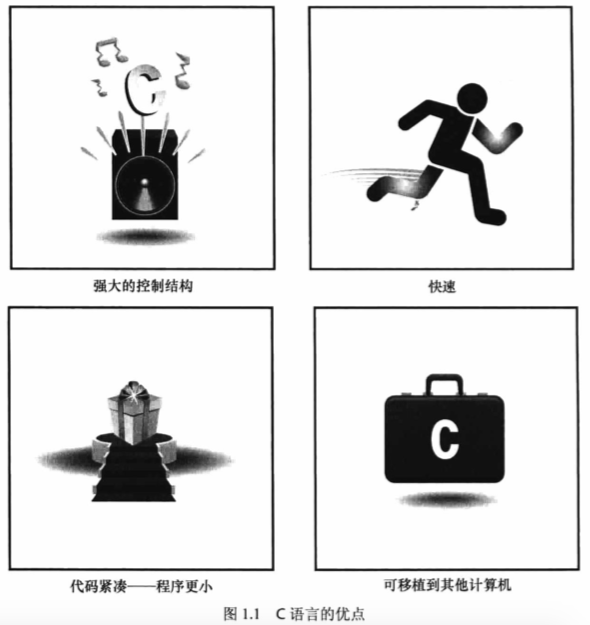 C
强大的控制结构
快速
代码紧凑——程序更小
C
可移植到其他计算机
图 1.1 C 语言的优点